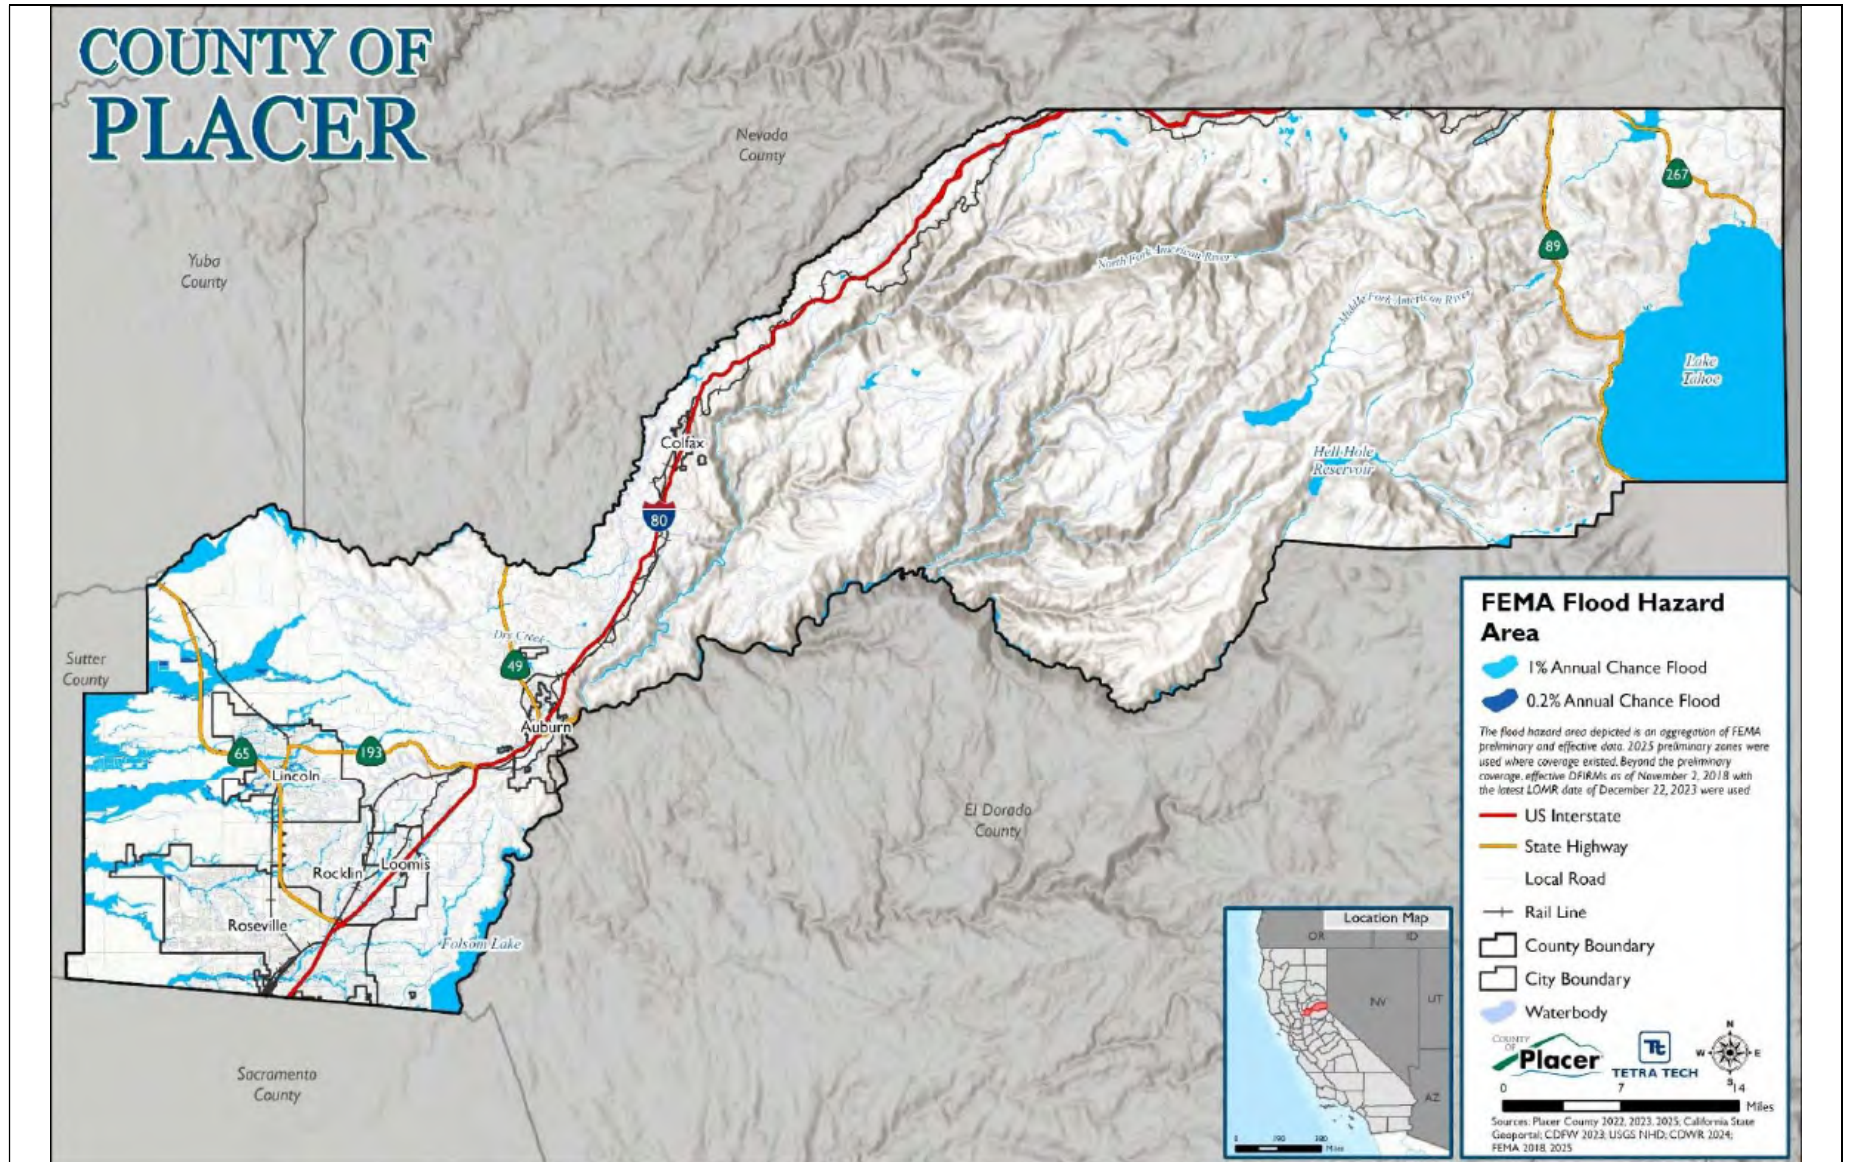 COUNTY OF
PLACER
Nevada
County
Yuba
County
267
89
North Fork American River
Middle Fork American River
Lake
Tahoe
Colfax
Hell Hole
Reservoir
80
Dry Creek
49
Sutter
County
Auburn
65
193
Lincoln
El Dorado
County
Rocklin
Loomis
Roseville
Folsom Lake
Sacramento
County
FEMA Flood Hazard
Area
1% Annual Chance Flood
0.2% Annual Chance Flood
The flood hazard area depicted is an aggregation of FEMA
preliminary and effective data. 2025 preliminary zones were
used where coverage existed. Beyond the preliminary
coverage, effective DFIRMs as of November 2, 2018 with
the latest LOMR date of December 22, 2023 were used
US Interstate
State Highway
Local Road
Rail Line
County Boundary
City Boundary
Waterbody
COUNTY
OF
Placer
Tt
TETRA TECH
N
W
E
S
0 7 14
Miles
Sources: Placer County 2022, 2023, 2025; California State
Geoportal; CDFW 2023; USGS NHD; CDWR 2024;
FEMA 2018, 2025
Location Map
OR
ID
NV
UT
AZ
0
Miles